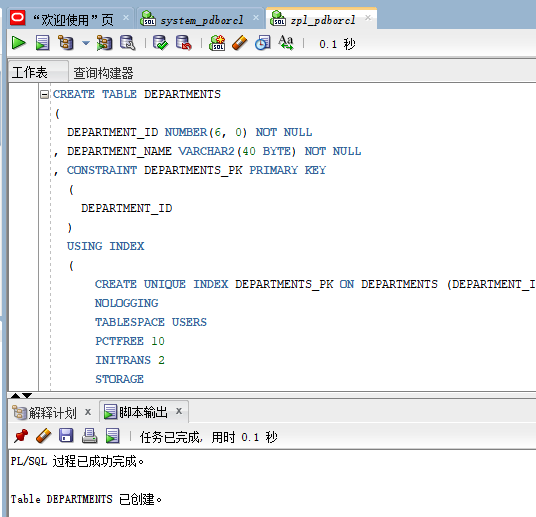 “欢迎使用”页 system_pdborcl zpl_pdborcl
0.1 秒
工作表 查询构建器
CREATE TABLE DEPARTMENTS
(
DEPARTMENT_ID NUMBER(6, 0) NOT NULL
, DEPARTMENT_NAME VARCHAR2(40 BYTE) NOT NULL
, CONSTRAINT DEPARTMENTS_PK PRIMARY KEY
(
DEPARTMENT_ID
)
USING INDEX
(
CREATE UNIQUE INDEX DEPARTMENTS_PK ON DEPARTMENTS (DEPARTMENT_I
NOLOGGING
TABLESPACE USERS
PCTFREE 10
INITRANS 2
STORAGE
解释计划 x 脚本输出 x
任务已完成, 用时 0.1 秒
PL/SQL 过程已成功完成。
Table DEPARTMENTS 已创建。